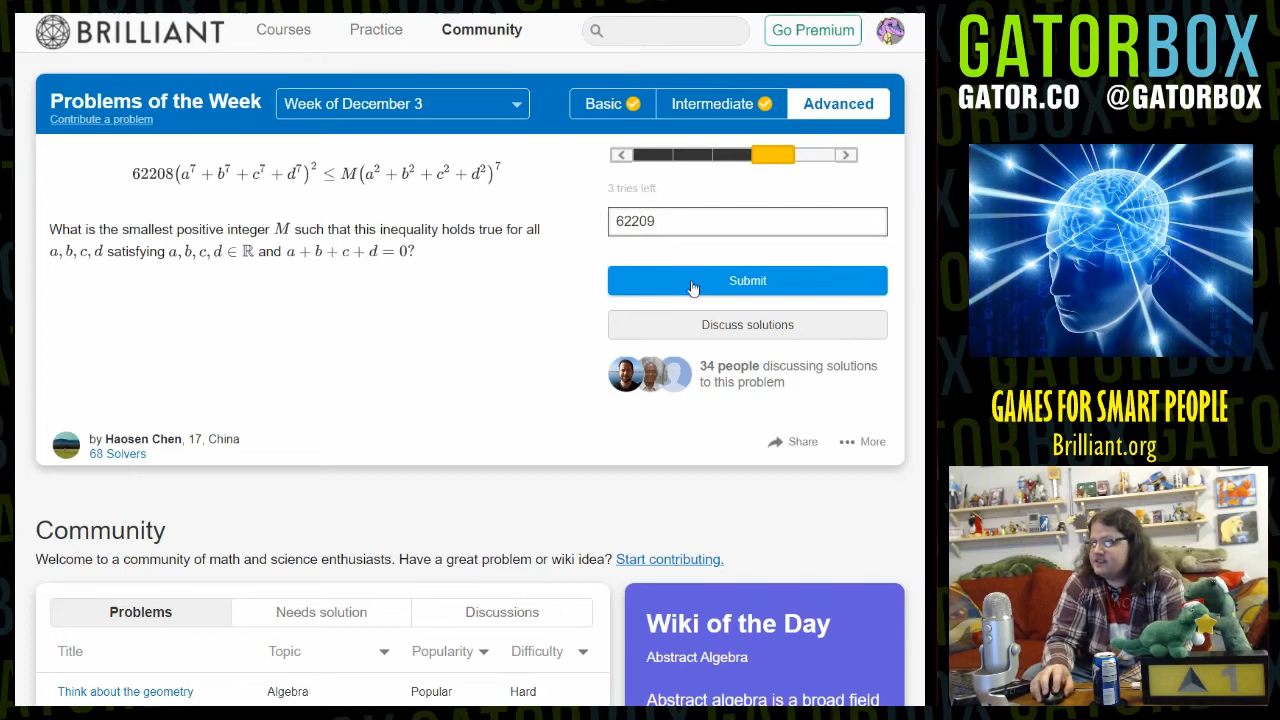 BRILLIANT
Courses
Practice
Community
Go Premium
Problems of the Week
Contribute a problem
Week of December 3
Basic
Intermediate
Advanced
62208(a⁷ + b⁷ + c⁷ + d⁷)² ≤ M(a² + b² + c² + d²)⁷
What is the smallest positive integer M such that this inequality holds true for all
a, b, c, d satisfying a, b, c, d ∈ ℝ and a + b + c + d = 0?
3 tries left
62209
Submit
Discuss solutions
34 people discussing solutions
to this problem
by Haosen Chen, 17, China
68 Solvers
Share
More
Community
Welcome to a community of math and science enthusiasts. Have a great problem or wiki idea? Start contributing.
Problems
Needs solution
Discussions
Title
Topic
Popularity
Difficulty
Think about the geometry
Algebra
Popular
Hard
Wiki of the Day
Abstract Algebra
Abstract algebra is a broad field
GATORBOX
GATOR.CO @GATORBOX
GAMES FOR SMART PEOPLE
Brilliant.org
1